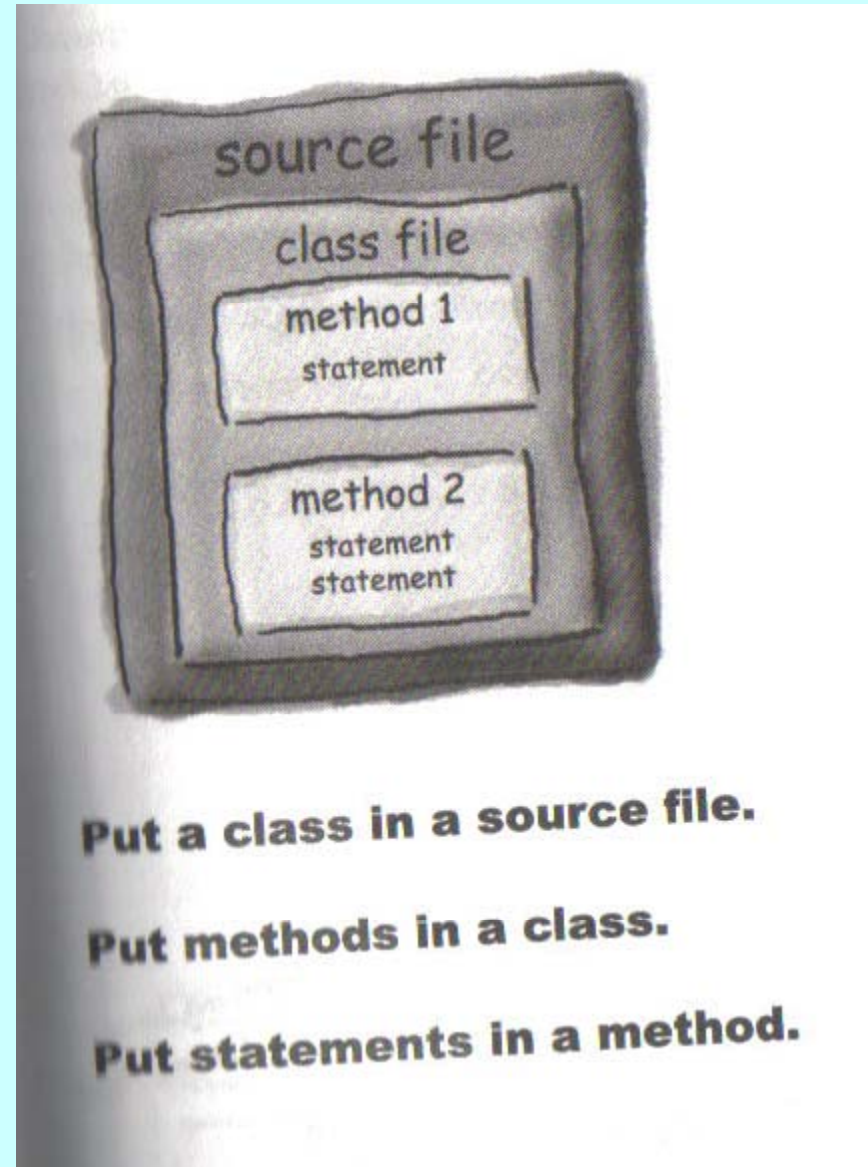 source file
class file
method 1
statement
method 2
statement
statement
Put a class in a source file.
Put methods in a class.
Put statements in a method.